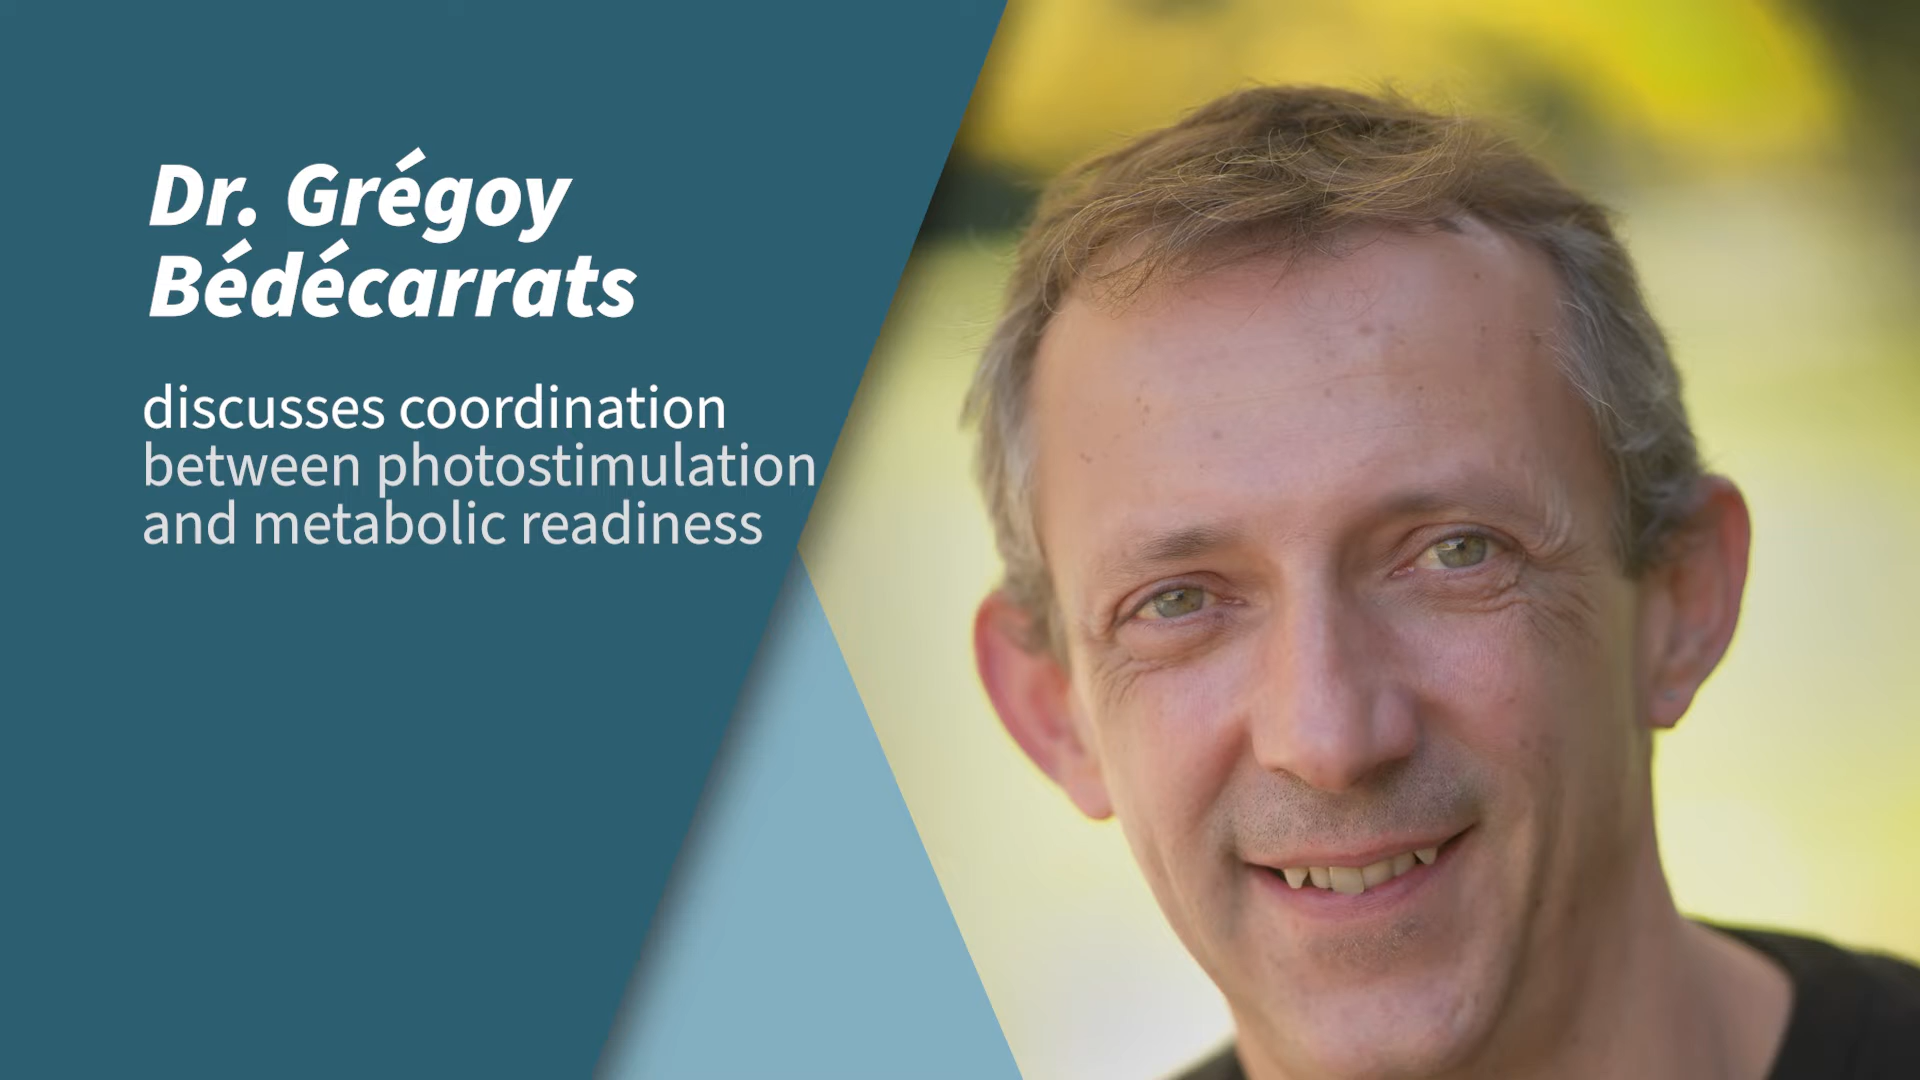 Dr. Grégoy
Bédécarrats
discusses coordination
between photostimulation
and metabolic readiness